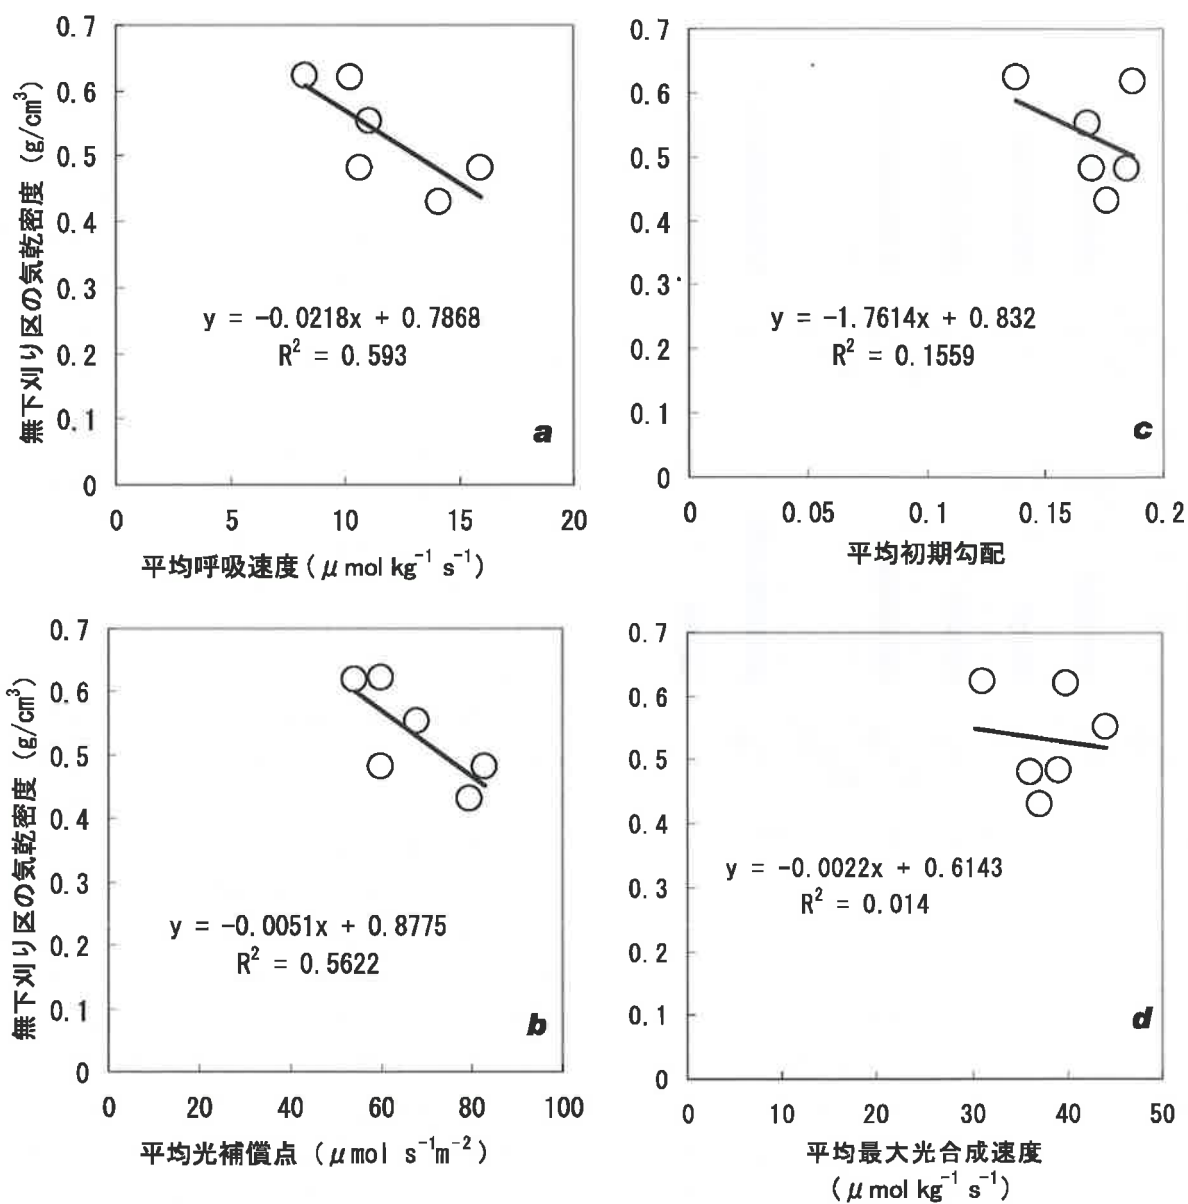 無下刈り区の気乾密度 (g/cm³)
0.7
0.6
0.5
0.4
0.3
0.2
0.1
0
y = -0.0218x + 0.7868
R² = 0.593
a
0 5 10 15 20
平均呼吸速度 (μmol kg⁻¹ s⁻¹)
0.7
0.6
0.5
0.4
0.3
0.2
0.1
0
y = -1.7614x + 0.832
R² = 0.1559
c
0 0.05 0.1 0.15 0.2
平均初期勾配
無下刈り区の気乾密度 (g/cm³)
0.7
0.6
0.5
0.4
0.3
0.2
0.1
0
y = -0.0051x + 0.8775
R² = 0.5622
b
0 20 40 60 80 100
平均光補償点 (μmol s⁻¹m⁻²)
0.7
0.6
0.5
0.4
0.3
0.2
0.1
0
y = -0.0022x + 0.6143
R² = 0.014
d
0 10 20 30 40 50
平均最大光合成速度
(μmol kg⁻¹ s⁻¹)